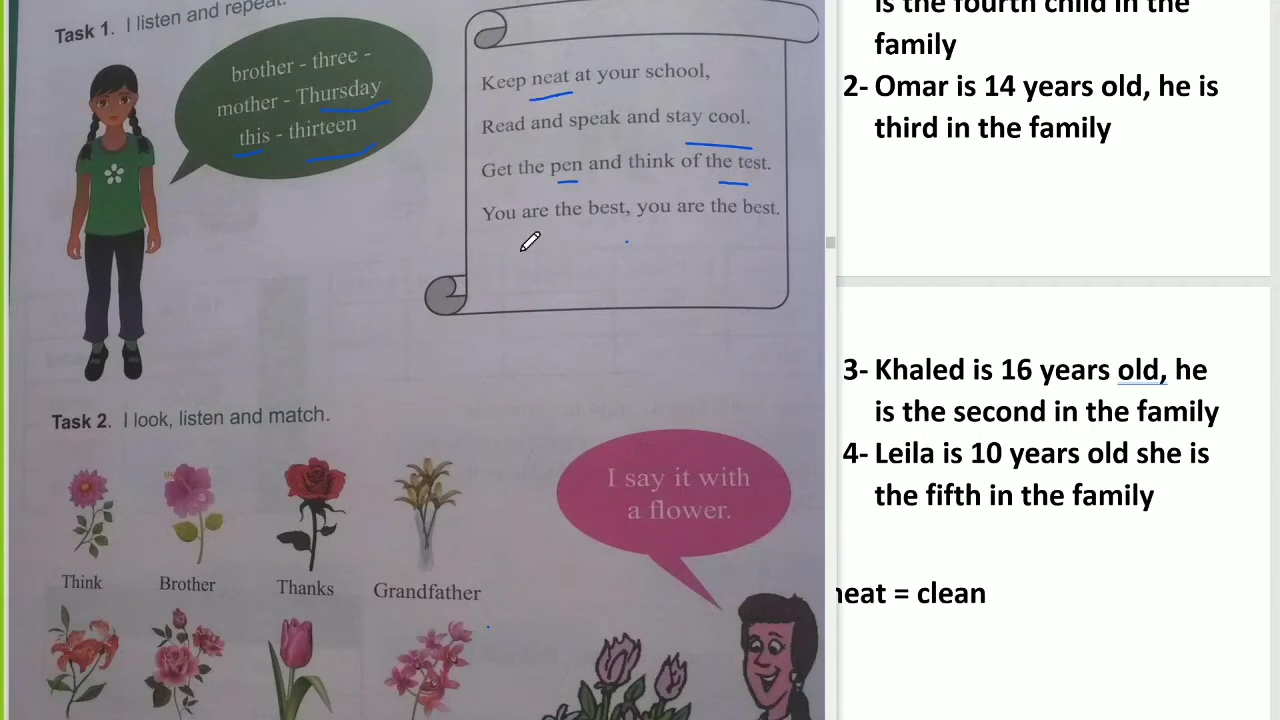 Task 1. I listen and repeat.
brother - three -
mother - Thursday
this - thirteen
Keep neat at your school,
Read and speak and stay cool.
Get the pen and think of the test.
You are the best, you are the best.
Task 2. I look, listen and match.
I say it with
a flower.
Think Brother Thanks Grandfather
is the fourth child in the
family
2- Omar is 14 years old, he is
third in the family
3- Khaled is 16 years old, he
is the second in the family
4- Leila is 10 years old she is
the fifth in the family
neat = clean